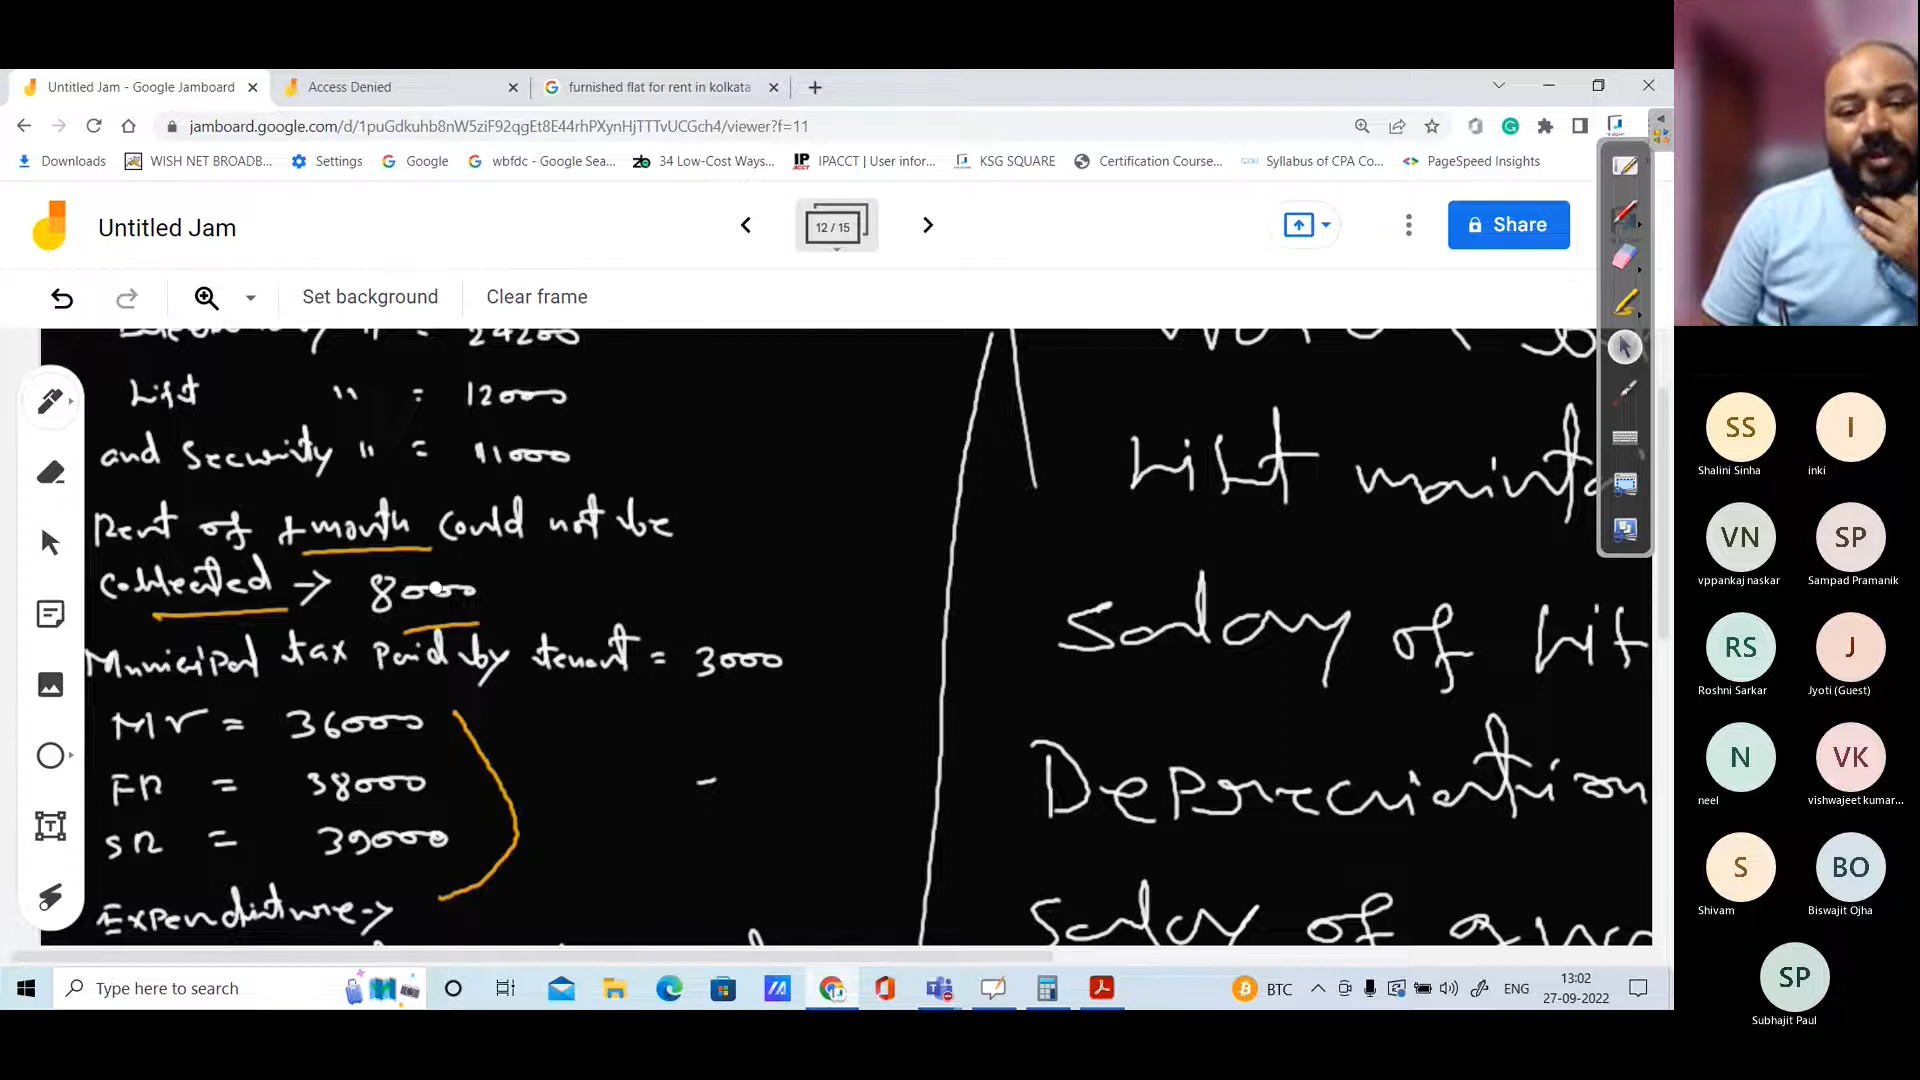 Untitled Jam - Google Jamboard
Access Denied
furnished flat for rent in kolkata
jamboard.google.com/d/1puGdkuhb8nW5ziF92qgEt8E44rhPXynHjTTTvUCGch4/viewer?f=11
Downloads
WISH NET BROADB...
Settings
Google
wbfdc - Google Sea...
34 Low-Cost Ways...
IPACCT | User infor...
KSG SQUARE
Certification Course...
Syllabus of CPA Co...
PageSpeed Insights
Untitled Jam
12 / 15
Share
Set background
Clear frame
" = 24200
Lift " = 12000
and Security " = 11000
Rent of 1 month could not be
collected -> 8000
Municipal tax paid by tenant = 3000
MV = 36000
FR = 38000
SR = 39000
Expenditure ->
Lift mainte
Salary of lif
Depreciation
Salary of
SS
Shalini Sinha
I
inki
VN
vppankaj naskar
SP
Sampad Pramanik
RS
Roshni Sarkar
J
Jyoti (Guest)
N
neel
VK
vishwajeet kumar...
S
Shivam
BO
Biswajit Ojha
SP
Subhajit Paul
Type here to search
BTC
ENG
13:02
27-09-2022